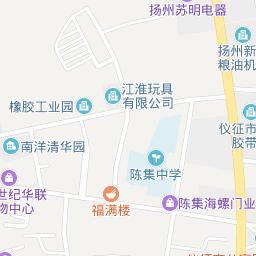 扬州苏明电器
扬州新
粮油机
江淮玩具
有限公司
橡胶工业园
仪征市
胶带
南洋清华园
陈集中学
世纪华联
物中心
陈集海螺门业
福满楼